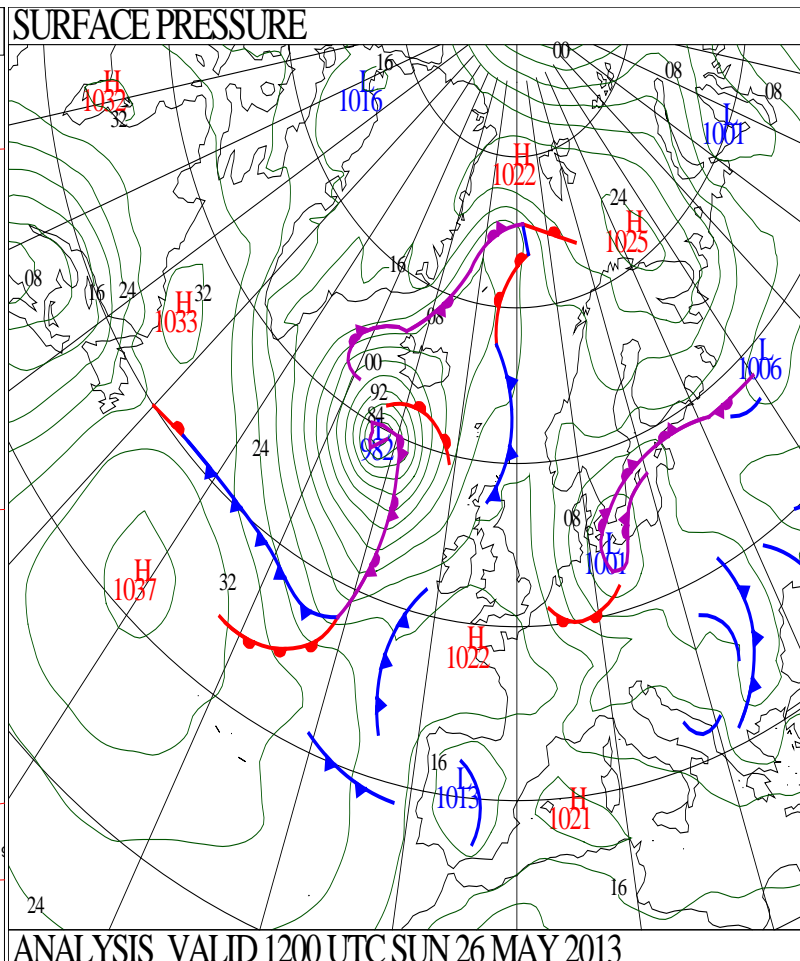 SURFACE PRESSURE
00
16
08
08
H
1032
32
L
1016
L
1001
H
1022
24
H
1025
16
08
16
24
32
H
1033
08
00
L
1006
92
84
L
982
24
08
L
1001
H
1037
32
H
1022
16
L
1013
H
1021
24
16
ANALYSIS VALID 1200 UTC SUN 26 MAY 2013